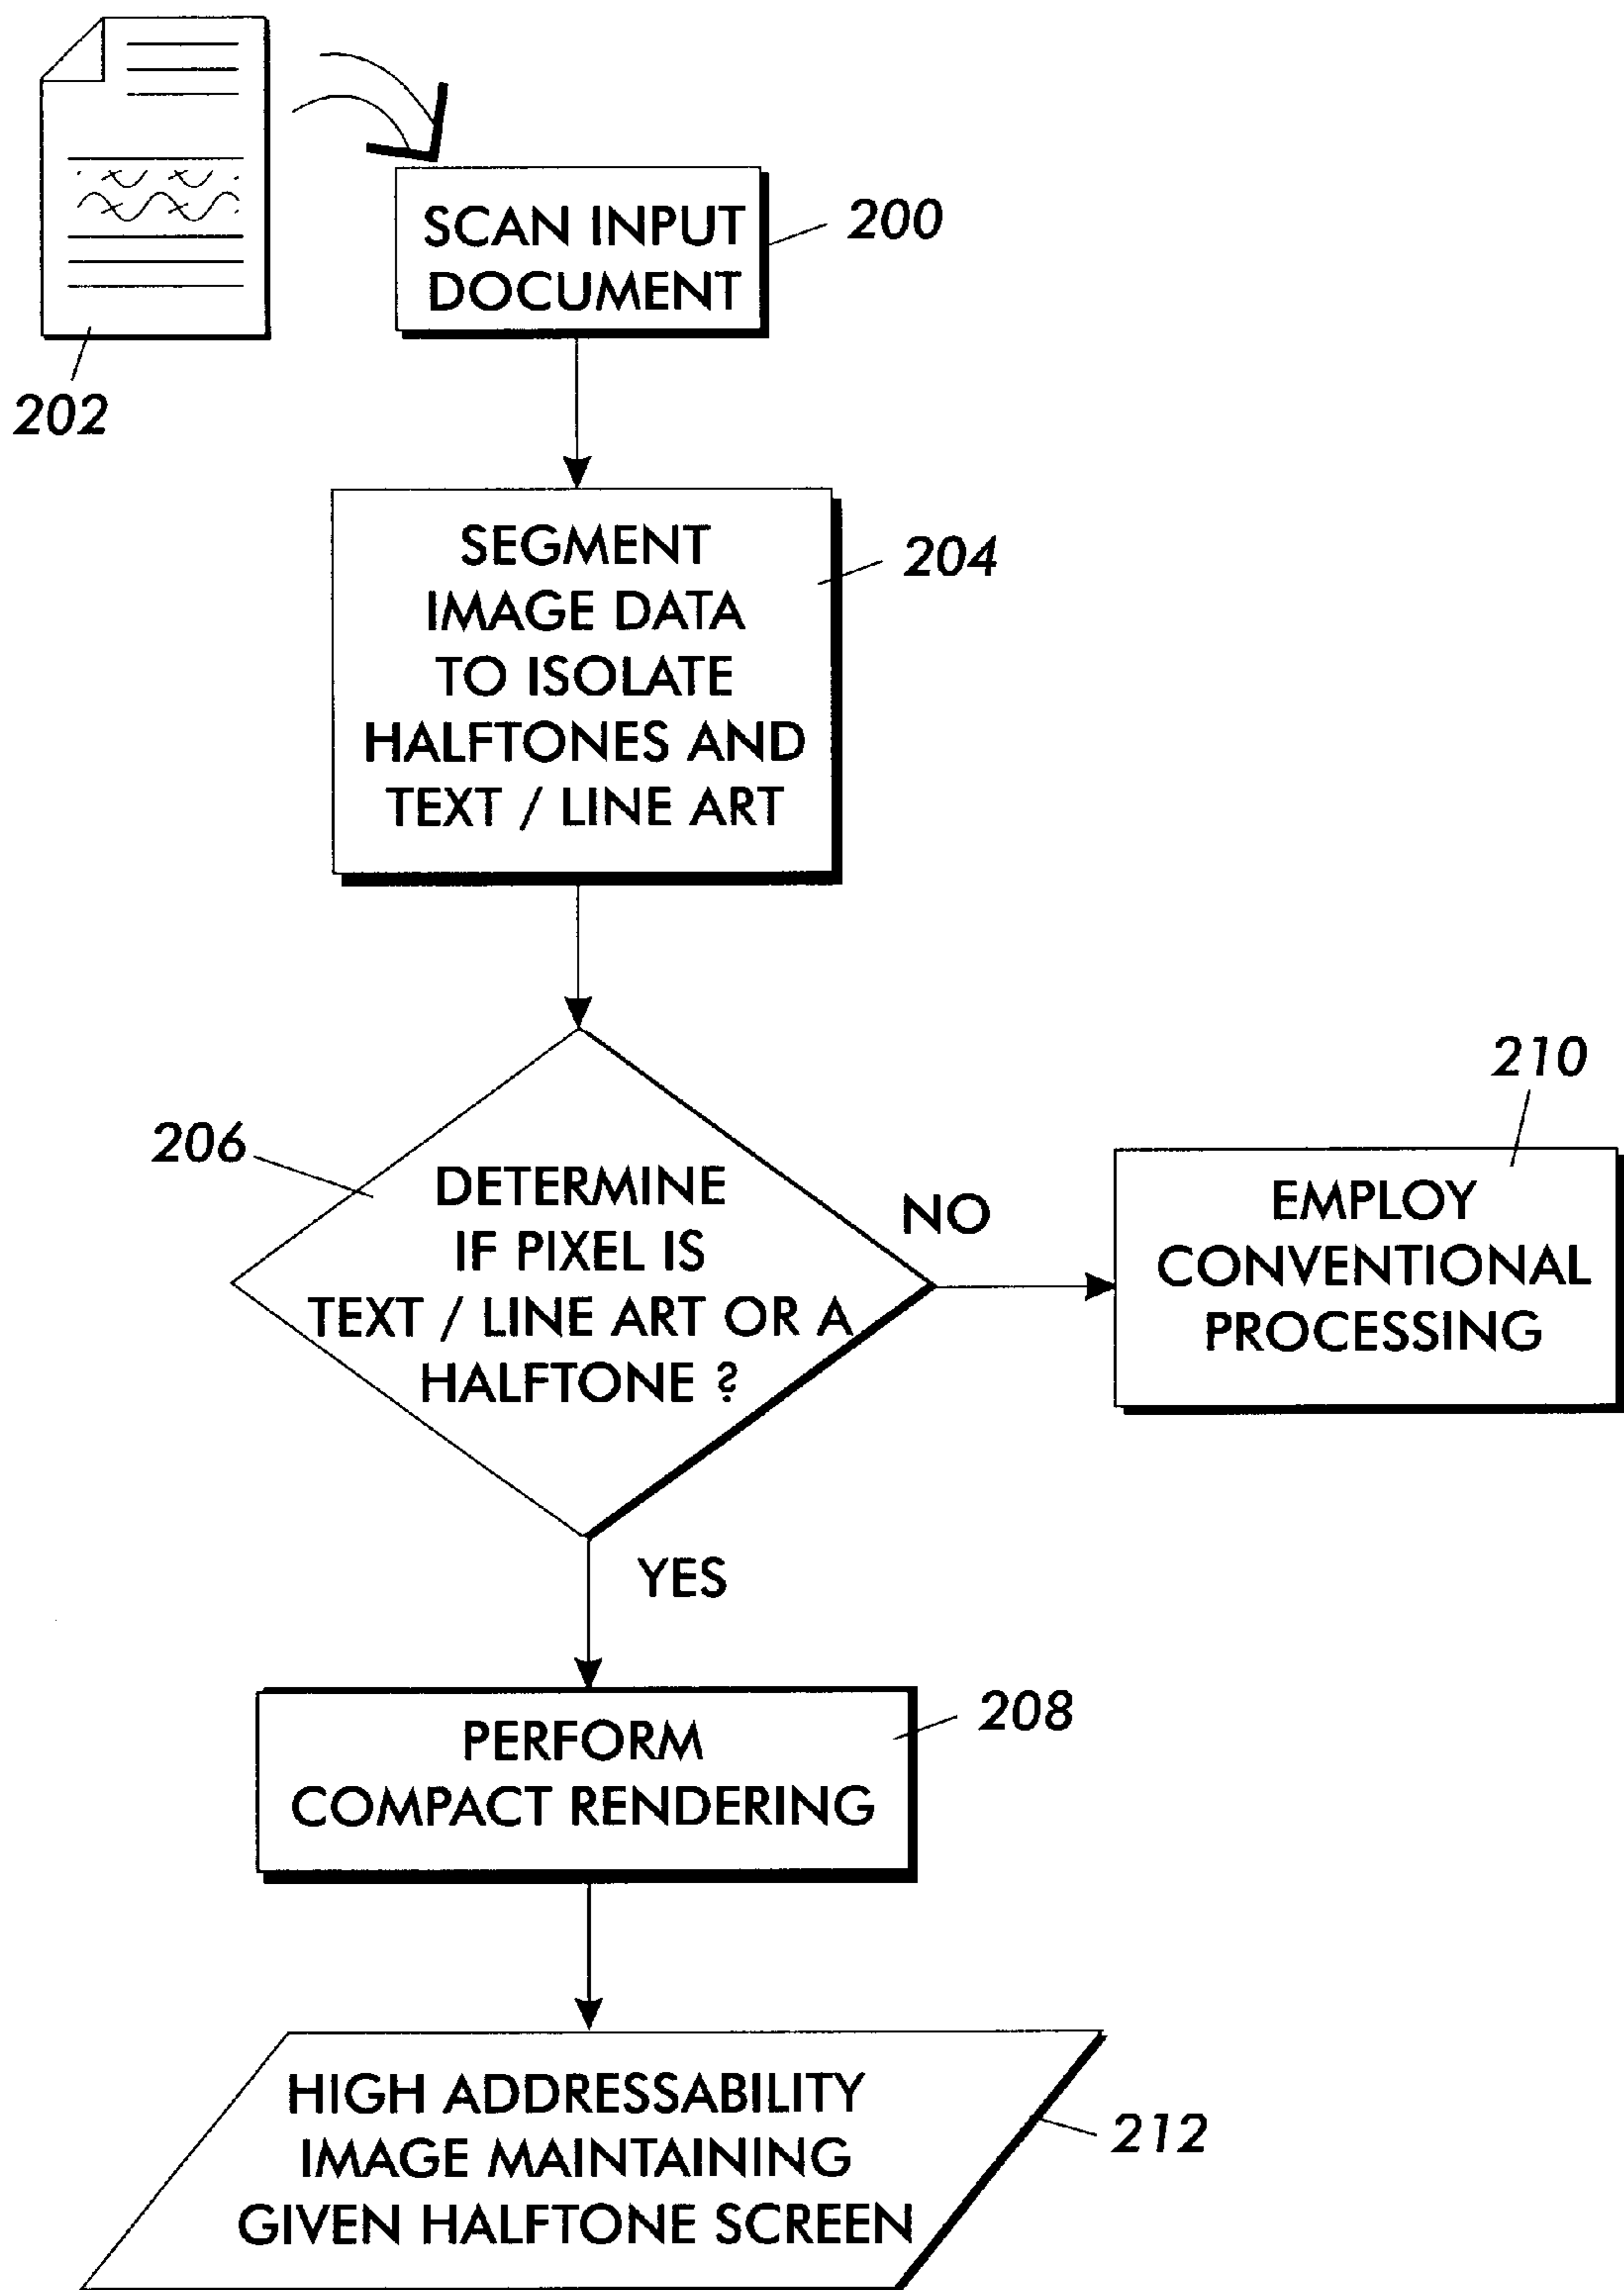 SCAN INPUT
DOCUMENT
200
202
SEGMENT
IMAGE DATA
TO ISOLATE
HALFTONES AND
TEXT / LINE ART
204
206
DETERMINE
IF PIXEL IS
TEXT / LINE ART OR A
HALFTONE ?
NO
210
EMPLOY
CONVENTIONAL
PROCESSING
YES
PERFORM
COMPACT RENDERING
208
HIGH ADDRESSABILITY
IMAGE MAINTAINING
GIVEN HALFTONE SCREEN
212